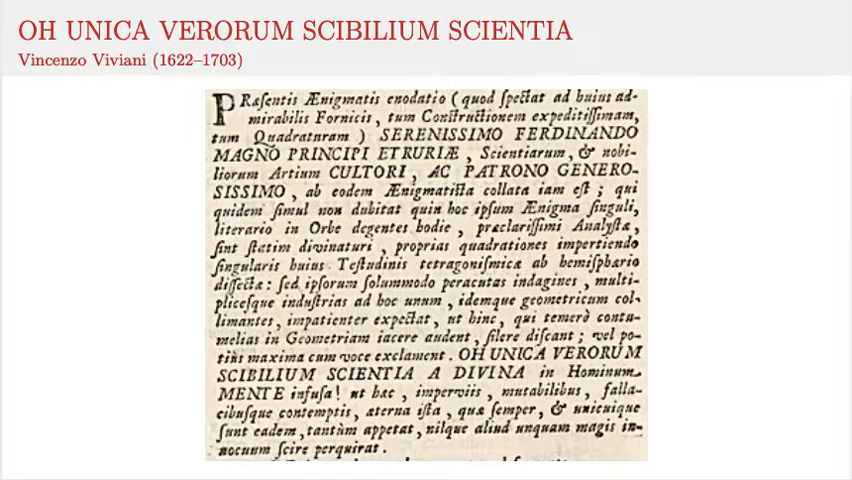 OH UNICA VERORUM SCIBILIUM SCIENTIA
Vincenzo Viviani (1622–1703)
PRæſentis Ænigmatis enodatio ( quod ſpectat ad huius ad-
mirabilis Fornicis, tum Conſtructionem expeditiſſimam,
tum Quadraturam ) SERENISSIMO FERDINANDO
MAGNO PRINCIPI ETRURIÆ , Scientiarum, & nobi-
liorum Artium CULTORI , AC PATRONO GENERO-
SISSIMO , ab eodem Ænigmatiſta collata iam eſt ; qui
quidem ſimul non dubitat quin hoc ipſum Ænigma ſinguli,
literario in Orbe degentes hodie , præclariſſimi Analyſtæ,
ſint ſtatim divinaturi , proprias quadrationes impertiendo
ſingularis huius Teſtudinis tetragoniſmicæ ab hemiſphærio
diſſectæ: ſed ipſorum ſolummodo peracutas indagines , multi-
pliceſque induſtrias ad hoc unum , idemque geometricum col-
limantes, impatienter expectat, ut hinc, qui temerè contu-
melias in Geometriam iacere audent, ſilere diſcant ; vel po-
tiùs maxima cum voce exclament . OH UNICA VERORUM
SCIBILIUM SCIENTIA A DIVINA in Hominum
MENTE infuſa! ut hæc , imperviis , mutabilibus, falla-
cibuſque contemptis, æterna iſta, quæ ſemper, & unicuique
ſunt eadem, tantùm appetat, nilque aliud unquam magis in-
nocuum ſcire perquirat .